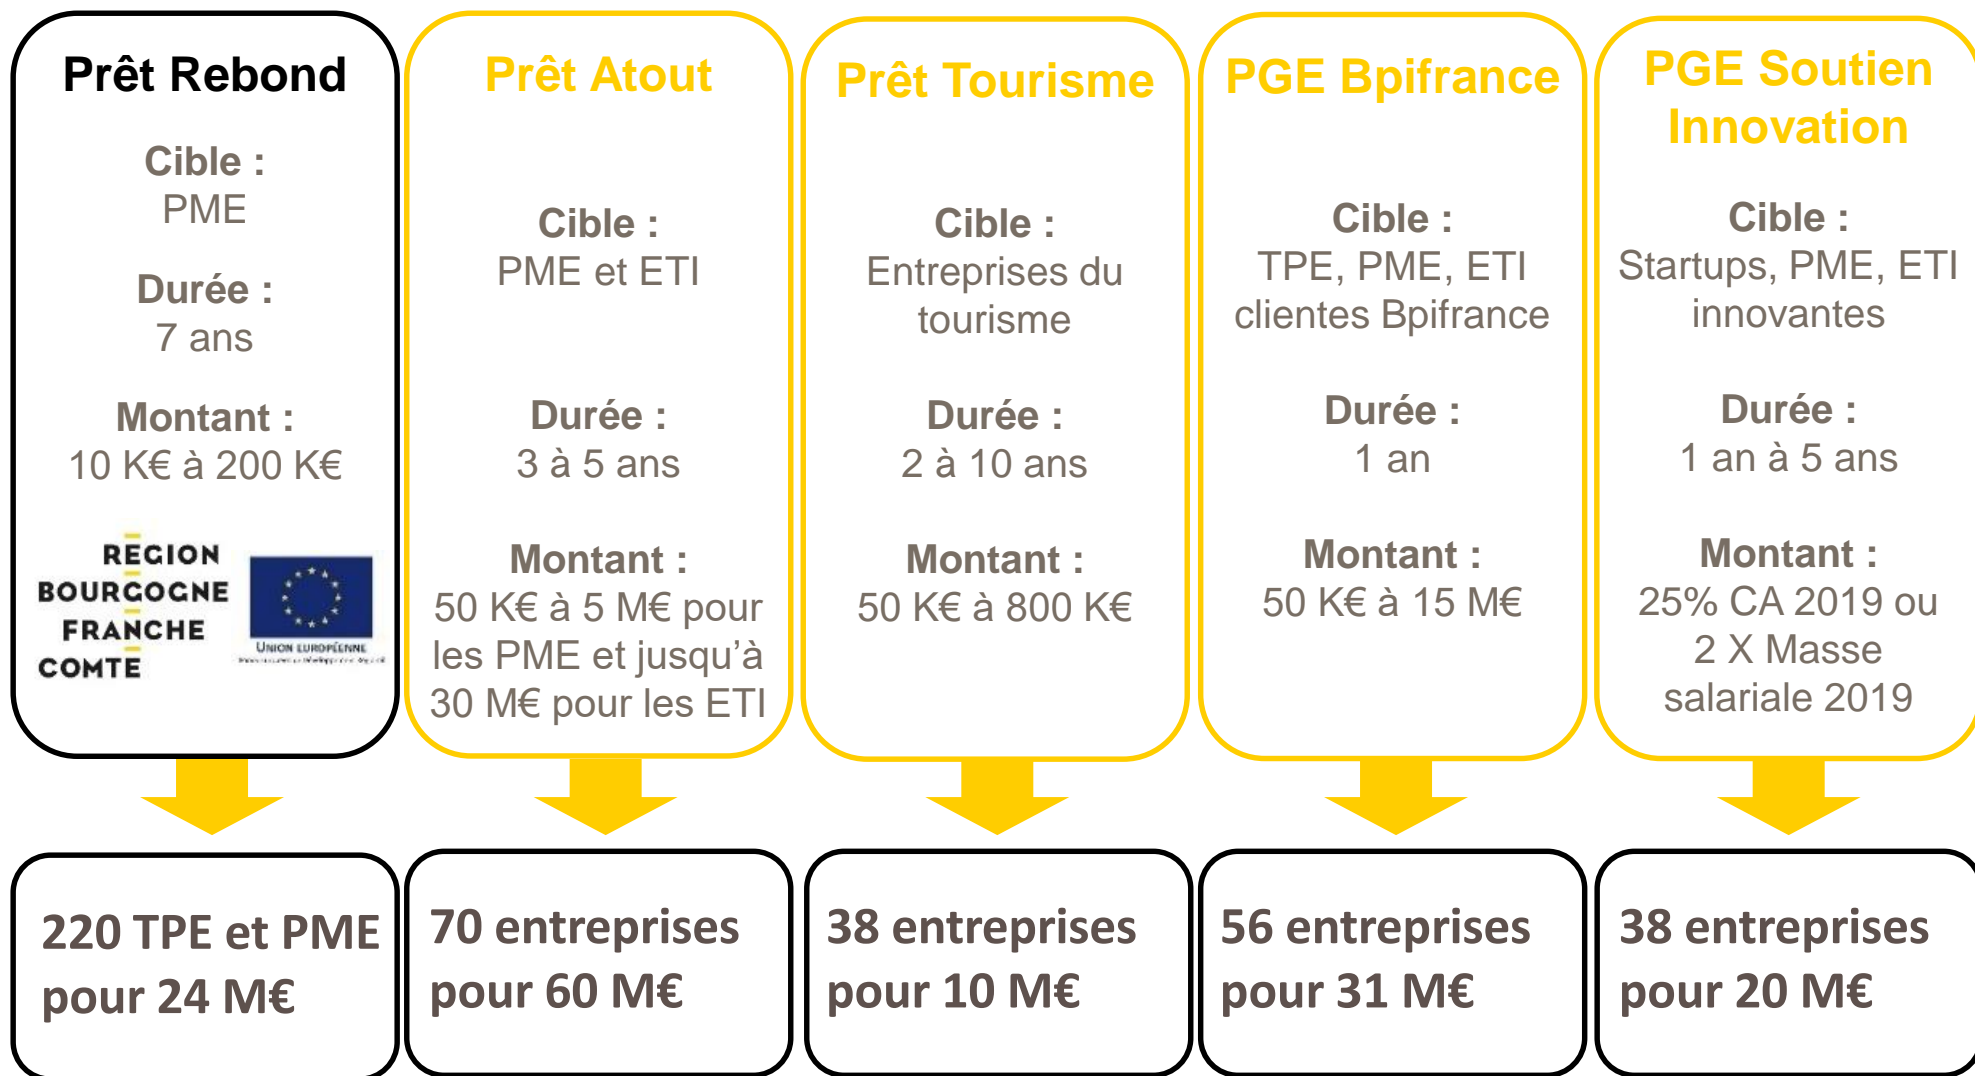 Prêt Rebond
Cible :
PME
Durée :
7 ans
Montant :
10 K€ à 200 K€
REGION
BOURGOGNE
FRANCHE
COMTE
UNION EUROPÉENNE
Prêt Atout
Cible :
PME et ETI
Durée :
3 à 5 ans
Montant :
50 K€ à 5 M€ pour
les PME et jusqu’à
30 M€ pour les ETI
Prêt Tourisme
Cible :
Entreprises du
tourisme
Durée :
2 à 10 ans
Montant :
50 K€ à 800 K€
PGE Bpifrance
Cible :
TPE, PME, ETI
clientes Bpifrance
Durée :
1 an
Montant :
50 K€ à 15 M€
PGE Soutien
Innovation
Cible :
Startups, PME, ETI
innovantes
Durée :
1 an à 5 ans
Montant :
25% CA 2019 ou
2 X Masse
salariale 2019
220 TPE et PME
pour 24 M€
70 entreprises
pour 60 M€
38 entreprises
pour 10 M€
56 entreprises
pour 31 M€
38 entreprises
pour 20 M€